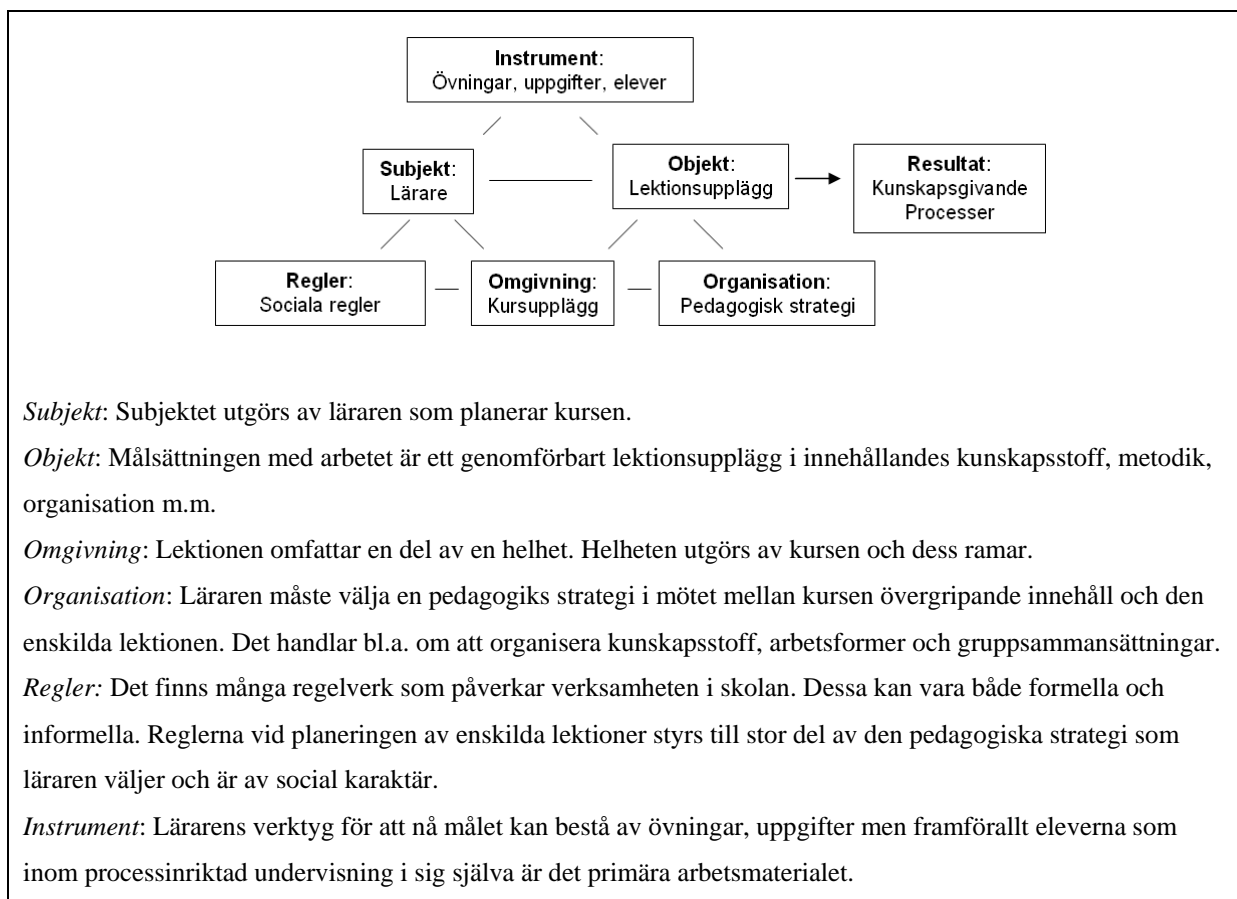 Instrument:
Övningar, uppgifter, elever
Subjekt:
Lärare
Objekt:
Lektionsupplägg
Resultat:
Kunskapsgivande
Processer
Regler:
Sociala regler
Omgivning:
Kursupplägg
Organisation:
Pedagogisk strategi
Subjekt: Subjektet utgörs av läraren som planerar kursen.
Objekt: Målsättningen med arbetet är ett genomförbart lektionsupplägg i innehållandes kunskapsstoff, metodik,
organisation m.m.
Omgivning: Lektionen omfattar en del av en helhet. Helheten utgörs av kursen och dess ramar.
Organisation: Läraren måste välja en pedagogiks strategi i mötet mellan kursen övergripande innehåll och den
enskilda lektionen. Det handlar bl.a. om att organisera kunskapsstoff, arbetsformer och gruppsammansättningar.
Regler: Det finns många regelverk som påverkar verksamheten i skolan. Dessa kan vara både formella och
informella. Reglerna vid planeringen av enskilda lektioner styrs till stor del av den pedagogiska strategi som
läraren väljer och är av social karaktär.
Instrument: Lärarens verktyg för att nå målet kan bestå av övningar, uppgifter men framförallt eleverna som
inom processinriktad undervisning i sig själva är det primära arbetsmaterialet.